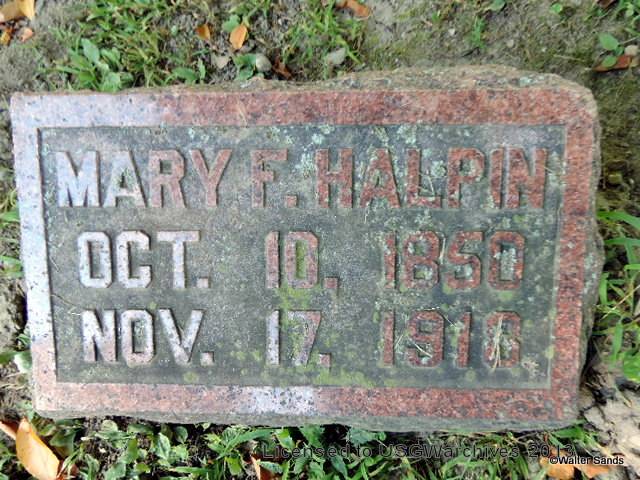 MARY F. HALPIN
OCT. 10, 1850
NOV. 17, 1918
Licensed to USGWarchives 2013
©Walter Sands